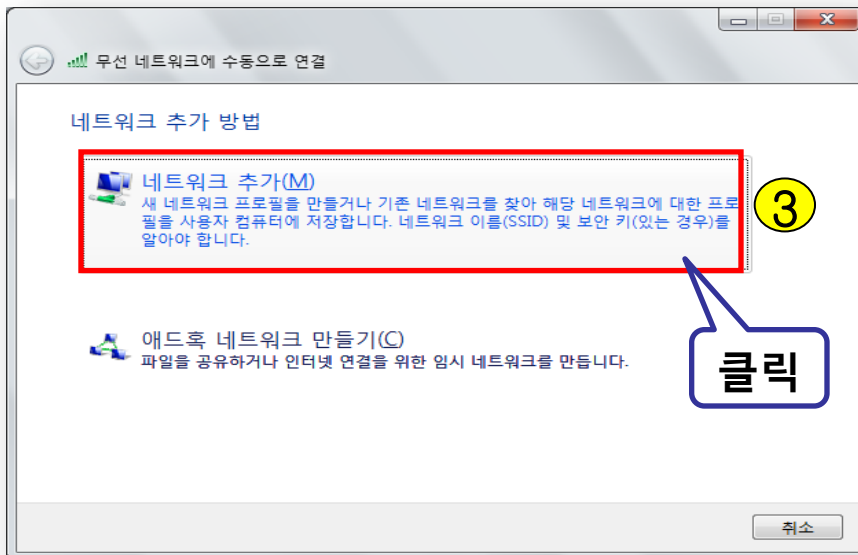 무선 네트워크에 수동으로 연결
네트워크 추가 방법
네트워크 추가(M)
새 네트워크 프로필을 만들거나 기존 네트워크를 찾아 해당 네트워크에 대한 프로
필을 사용자 컴퓨터에 저장합니다. 네트워크 이름(SSID) 및 보안 키(있는 경우)를
알아야 합니다.
3
애드혹 네트워크 만들기(C)
파일을 공유하거나 인터넷 연결을 위한 임시 네트워크를 만듭니다.
클릭
취소